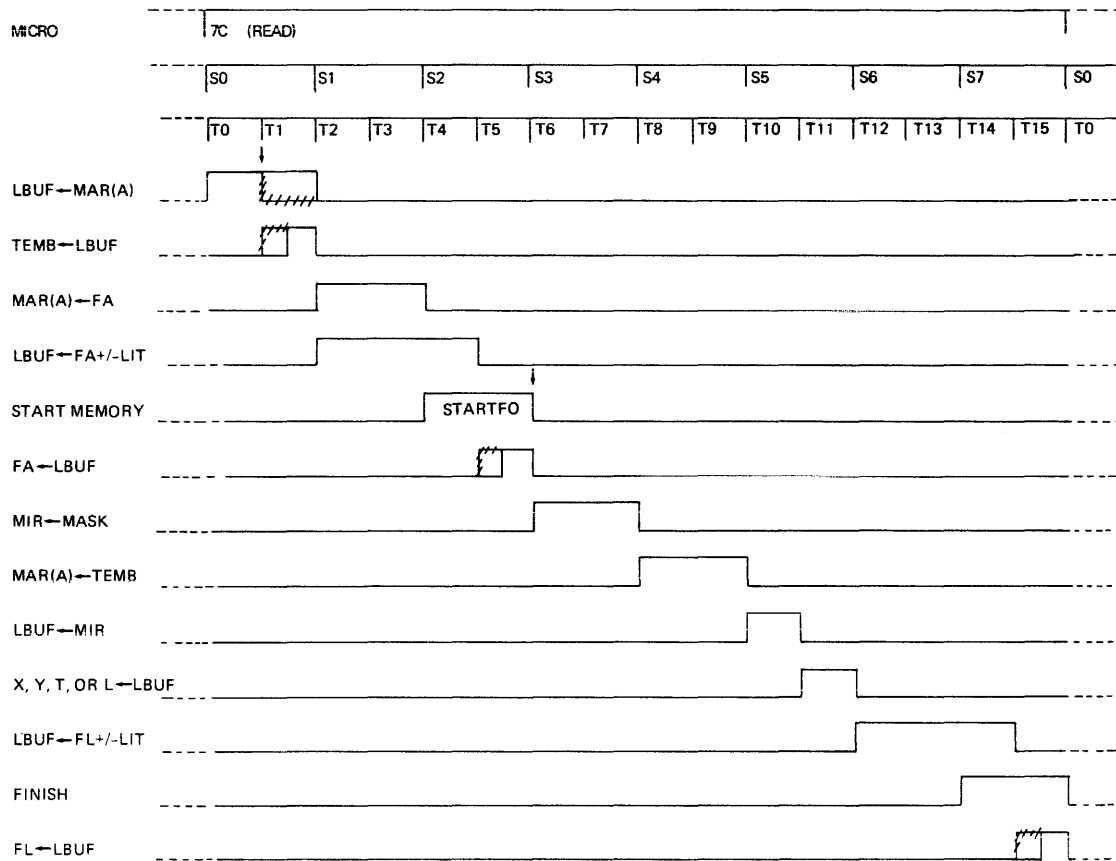 MICRO 7C (READ)
S0 S1 S2 S3 S4 S5 S6 S7 S0
T0 T1 T2 T3 T4 T5 T6 T7 T8 T9 T10 T11 T12 T13 T14 T15 T0
LBUF←MAR(A)
TEMB←LBUF
MAR(A)←FA
LBUF←FA+/-LIT
START MEMORY STARTFO
FA←LBUF
MIR←MASK
MAR(A)←TEMB
LBUF←MIR
X, Y, T, OR L←LBUF
LBUF←FL+/-LIT
FINISH
FL←LBUF